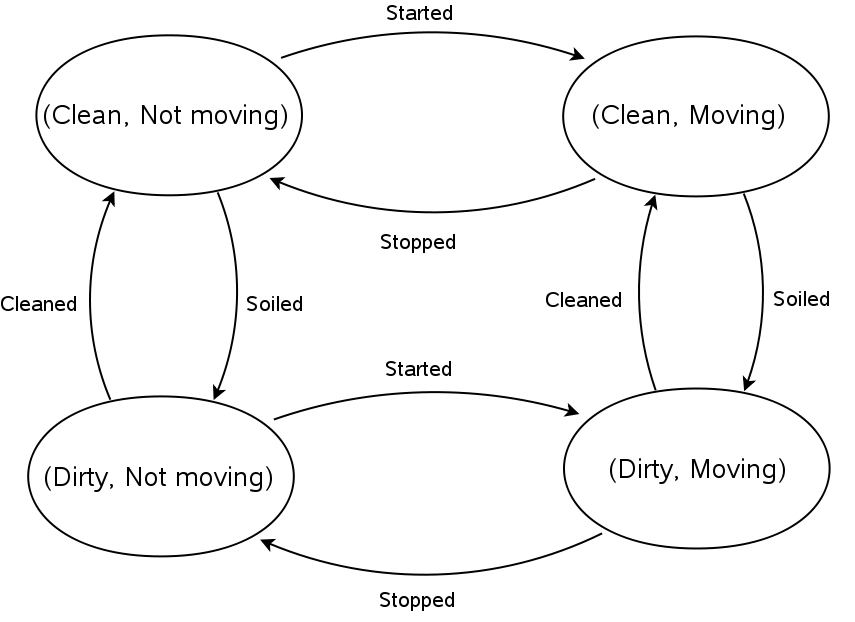 Started
(Clean, Not moving)
(Clean, Moving)
Stopped
Cleaned
Soiled
Cleaned
Soiled
Started
(Dirty, Not moving)
(Dirty, Moving)
Stopped